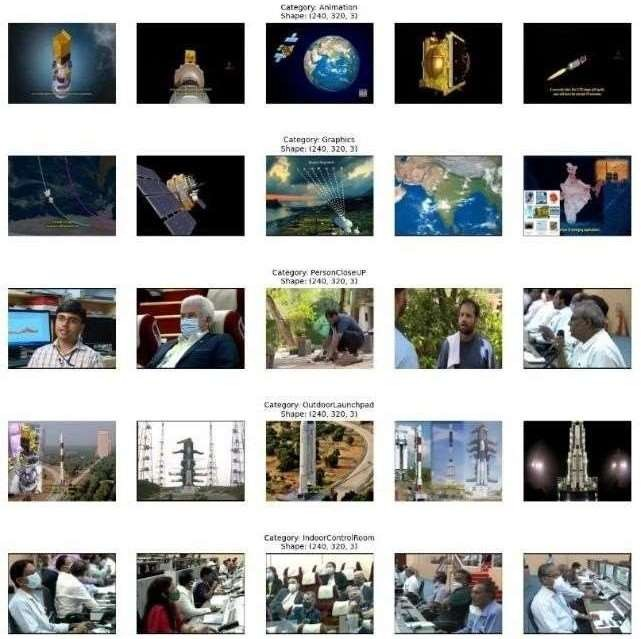 Category: Animation
Shape: (240, 320, 3)
Category: Graphics
Shape: (240, 320, 3)
Category: PersonCloseUP
Shape: (240, 320, 3)
Category: OutdoorLaunchpad
Shape: (240, 320, 3)
Category: IndoorControlRoom
Shape: (240, 320, 3)